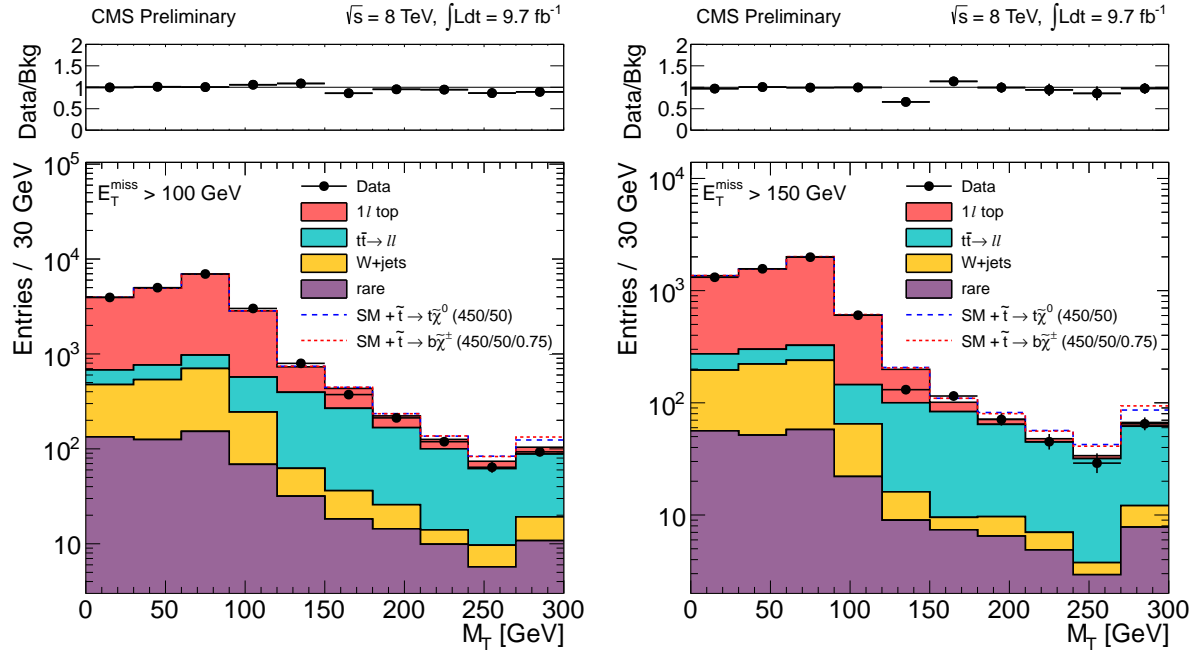 CMS Preliminary
√s = 8 TeV, ∫Ldt = 9.7 fb⁻¹
Data/Bkg
2
1.5
1
0.5
0
Entries / 30 GeV
10⁵
10⁴
10³
10²
10
E_T^miss > 100 GeV
Data
1l top
tt̄→ ll
W+jets
rare
SM + t̃→ tχ̃⁰ (450/50)
SM + t̃→ bχ̃± (450/50/0.75)
0 50 100 150 200 250 300
M_T [GeV]
CMS Preliminary
√s = 8 TeV, ∫Ldt = 9.7 fb⁻¹
Data/Bkg
2
1.5
1
0.5
0
Entries / 30 GeV
10⁴
10³
10²
10
E_T^miss > 150 GeV
Data
1l top
tt̄→ ll
W+jets
rare
SM + t̃→ tχ̃⁰ (450/50)
SM + t̃→ bχ̃± (450/50/0.75)
0 50 100 150 200 250 300
M_T [GeV]